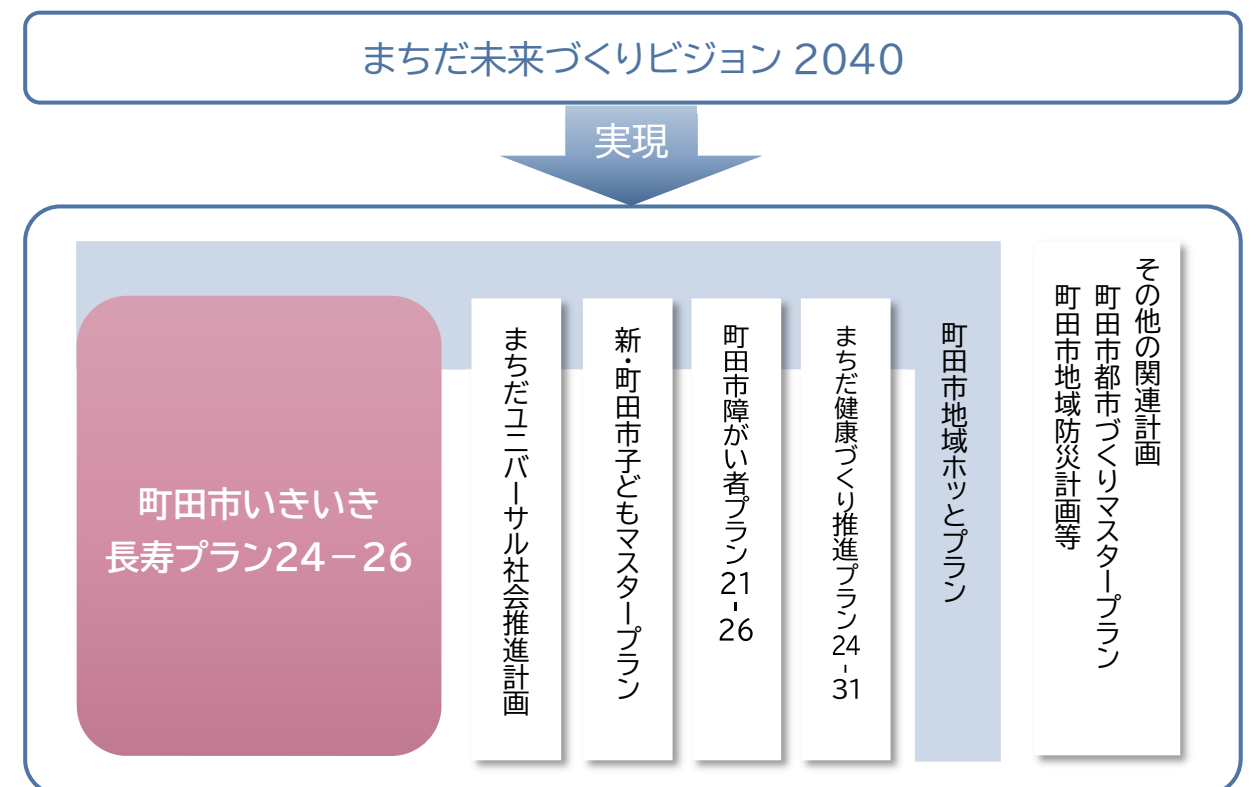 まちだ未来づくりビジョン 2040
実現
町田市いきいき
長寿プラン24－26
まちだユニバーサル社会推進計画
新・町田市子どもマスタープラン
町田市障がい者プラン21-26
まちだ健康づくり推進プラン24-31
町田市地域ホッとプラン
その他の関連計画
町田市都市づくりマスタープラン
町田市地域防災計画等